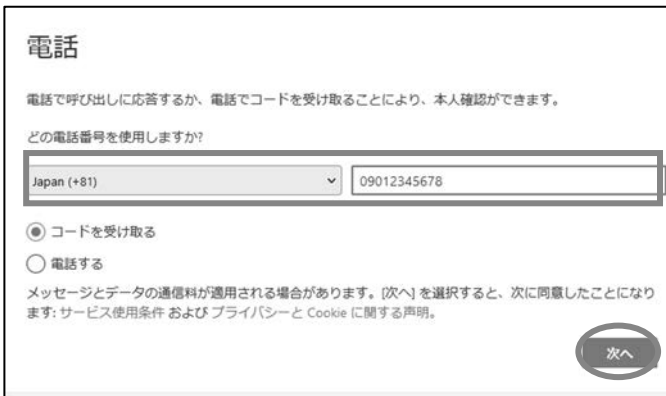 電話
電話で呼び出しに応答するか、電話でコードを受け取ることにより、本人確認ができます。
どの電話番号を使用しますか?
Japan (+81)
09012345678
コードを受け取る
電話する
メッセージとデータの通信料が適用される場合があります。[次へ] を選択すると、次に同意したことになり
ます: サービス使用条件 および プライバシーと Cookie に関する声明。
次へ